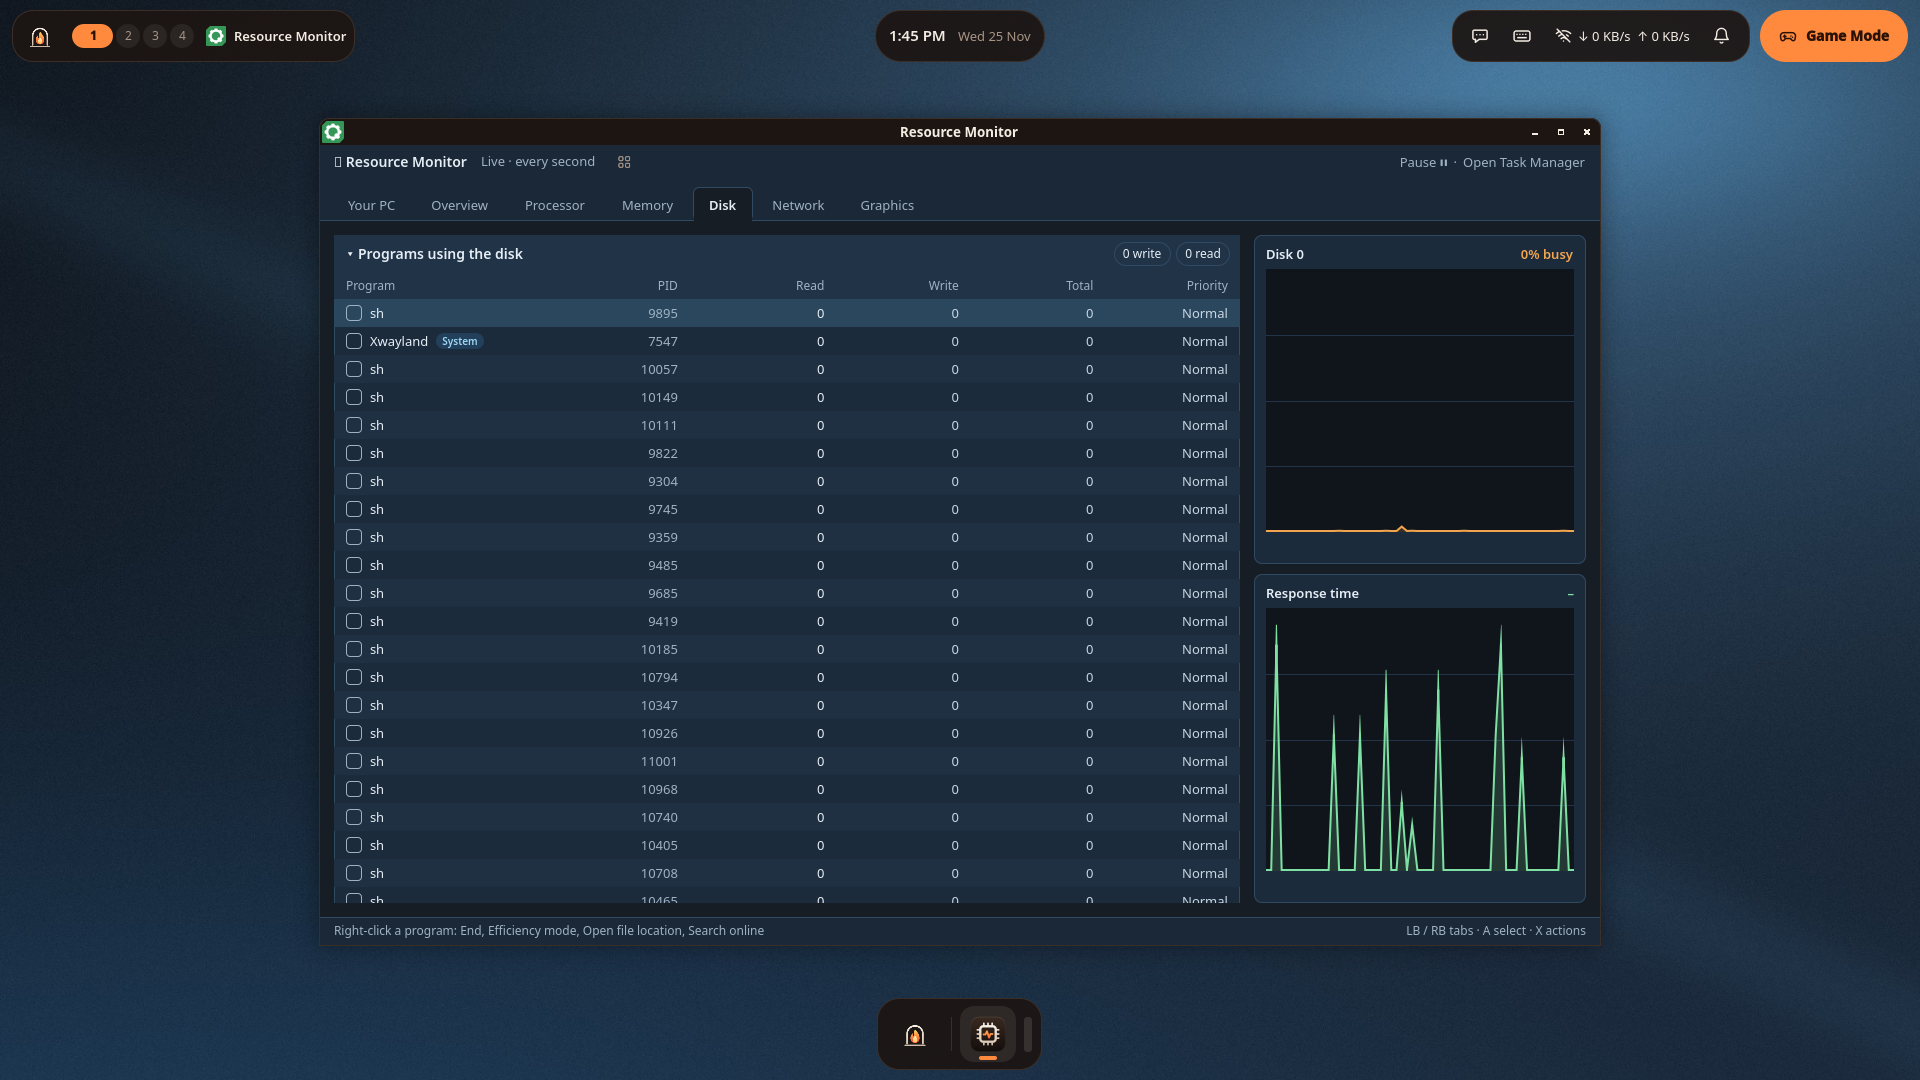 1 2 3 4 Resource Monitor
1:45 PM Wed 25 Nov
↓ 0 KB/s ↑ 0 KB/s
Game Mode
Resource Monitor
Resource Monitor Live · every second
Pause · Open Task Manager
Your PC Overview Processor Memory Disk Network Graphics
Programs using the disk 0 write 0 read
Program PID Read Write Total Priority
sh 9895 0 0 0 Normal
Xwayland System 7547 0 0 0 Normal
sh 10057 0 0 0 Normal
sh 10149 0 0 0 Normal
sh 10111 0 0 0 Normal
sh 9822 0 0 0 Normal
sh 9304 0 0 0 Normal
sh 9745 0 0 0 Normal
sh 9359 0 0 0 Normal
sh 9485 0 0 0 Normal
sh 9685 0 0 0 Normal
sh 9419 0 0 0 Normal
sh 10185 0 0 0 Normal
sh 10794 0 0 0 Normal
sh 10347 0 0 0 Normal
sh 10926 0 0 0 Normal
sh 11001 0 0 0 Normal
sh 10968 0 0 0 Normal
sh 10740 0 0 0 Normal
sh 10405 0 0 0 Normal
sh 10708 0 0 0 Normal
sh 10465 0 0 0 Normal
Disk 0 0% busy
Response time –
Right-click a program: End, Efficiency mode, Open file location, Search online
LB / RB tabs · A select · X actions